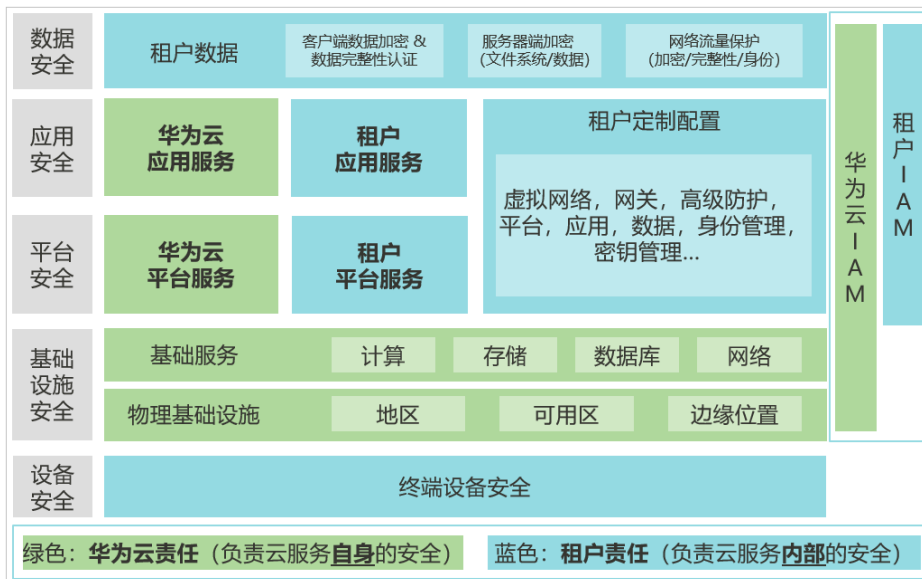 数据
安全
租户数据
客户端数据加密 &
数据完整性认证
服务器端加密
(文件系统/数据)
网络流量保护
(加密/完整性/身份)
应用
安全
华为云
应用服务
租户
应用服务
租户定制配置
虚拟网络，网关，高级防护，
平台，应用，数据，身份管理，
密钥管理...
平台
安全
华为云
平台服务
租户
平台服务
基础
设施
安全
基础服务
计算
存储
数据库
网络
物理基础设施
地区
可用区
边缘位置
设备
安全
终端设备安全
华
为
云
I
A
M
租
户
I
A
M
绿色：华为云责任（负责云服务自身的安全）
蓝色：租户责任（负责云服务内部的安全）